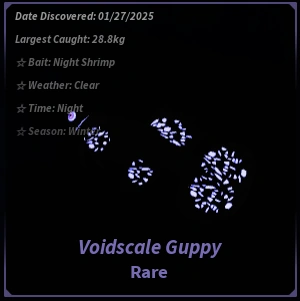 Date Discovered: 01/27/2025
Largest Caught: 28.8kg
☆ Bait: Night Shrimp
☆ Weather: Clear
☆ Time: Night
☆ Season: Winter
Voidscale Guppy
Rare